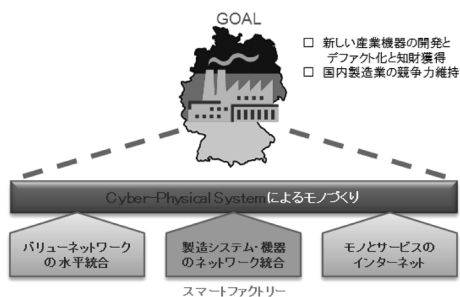 GOAL
□ 新しい産業機器の開発と
デファクト化と知財獲得
□ 国内製造業の競争力維持
Cyber-Physical Systemによるモノづくり
バリューネットワーク
の水平統合
製造システム・機器
のネットワーク統合
モノとサービスの
インターネット
スマートファクトリー